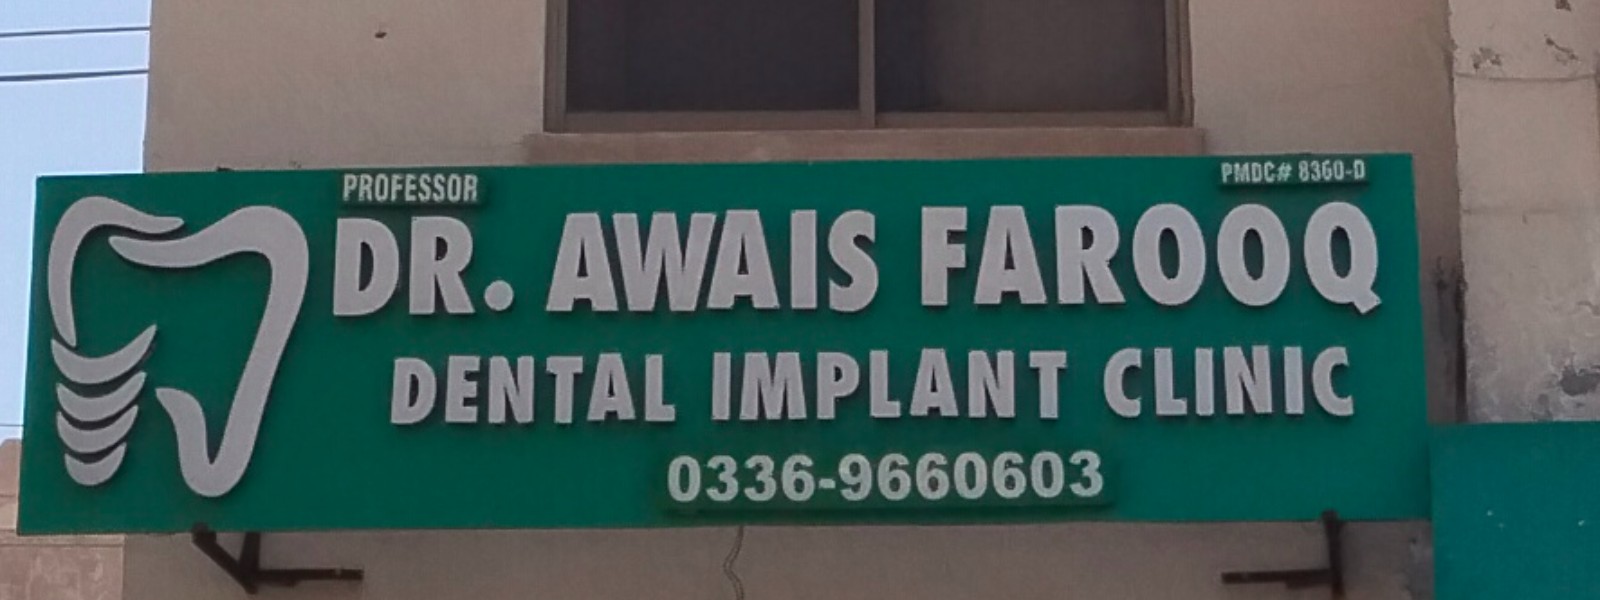 PROFESSOR
PMDC# 8360-D
DR. AWAIS FAROOQ
DENTAL IMPLANT CLINIC
0336-9660603